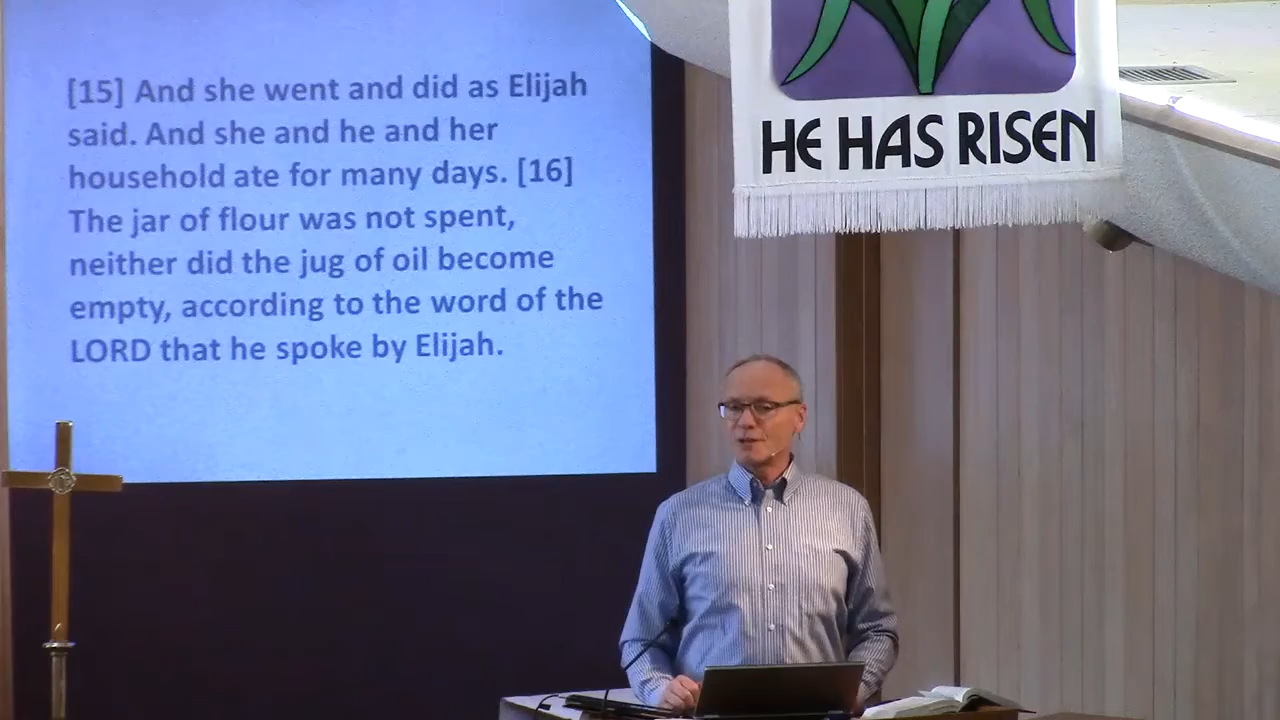 [15] And she went and did as Elijah
said. And she and he and her
household ate for many days. [16]
The jar of flour was not spent,
neither did the jug of oil become
empty, according to the word of the
LORD that he spoke by Elijah.
HE HAS RISEN